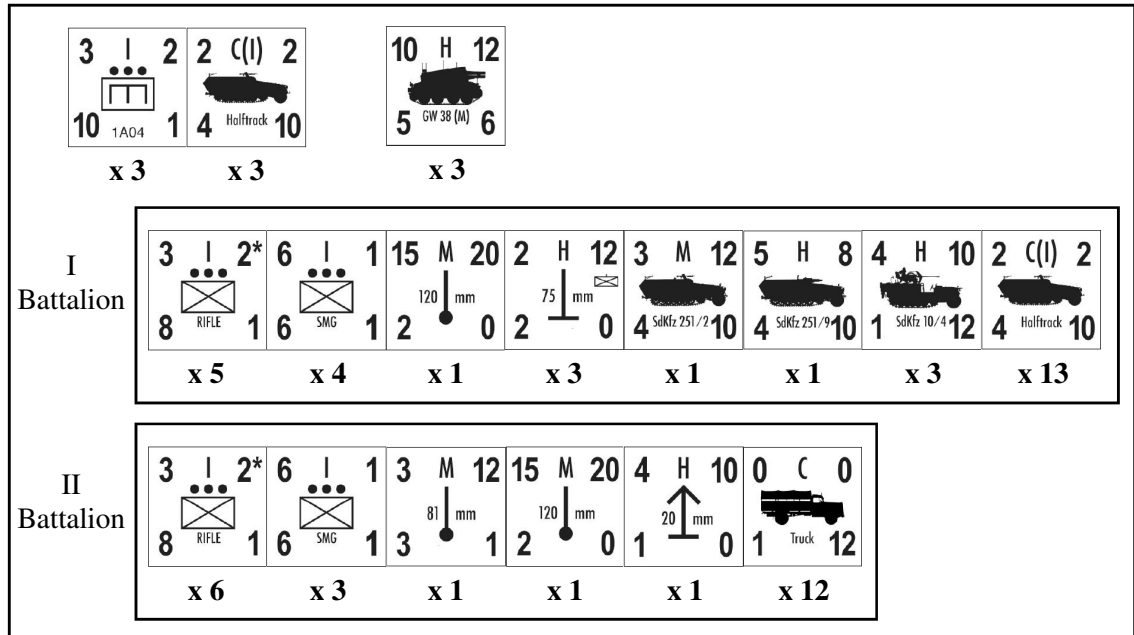 3 I 2 2 C(I) 2 10 H 12
1A04 Halftrack GW 38 (M)
10 1 4 10 5 6
x 3 x 3 x 3
I
Battalion
3 I 2* 6 I 1 15 M 20 2 H 12 3 M 12 5 H 8 4 H 10 2 C(I) 2
120 mm 75 mm
RIFLE SMG SdKfz 251/2 SdKfz 251/9 SdKfz 10/4 Halftrack
8 1 6 1 2 0 2 0 4 10 4 10 1 12 4 10
x 5 x 4 x 1 x 3 x 1 x 1 x 3 x 13
II
Battalion
3 I 2* 6 I 1 3 M 12 15 M 20 4 H 10 0 C 0
81 mm 120 mm 20 mm
RIFLE SMG Truck
8 1 6 1 3 1 2 0 1 0 1 12
x 6 x 3 x 1 x 1 x 1 x 12